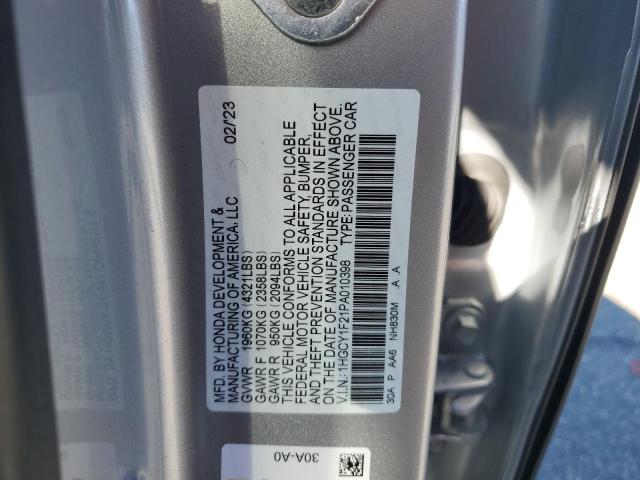 MFD. BY HONDA DEVELOPMENT &
MANUFACTURING OF AMERICA, LLC 02/'23
GVWR 1960KG(4321LBS)
GAWR F 1070KG(2358LBS)
GAWR R 950KG(2094LBS)
THIS VEHICLE CONFORMS TO ALL APPLICABLE
FEDERAL MOTOR VEHICLE SAFETY, BUMPER,
AND THEFT PREVENTION STANDARDS IN EFFECT
ON THE DATE OF MANUFACTURE SHOWN ABOVE.
V.I.N.: 1HGCY1F21PA010398 TYPE: PASSENGER CAR
30A P AA6 NH830M A A
30A-A0